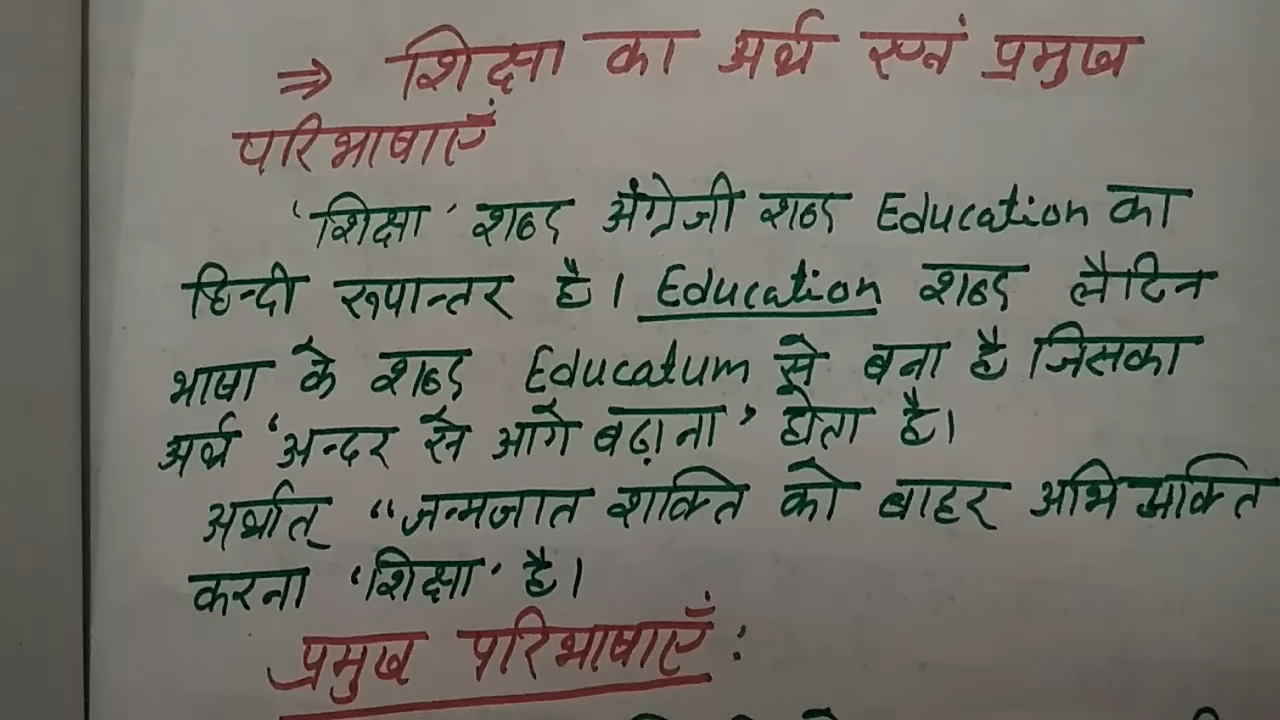 ⇒ शिक्षा का अर्थ एवं प्रमुख
परिभाषाएँ
'शिक्षा' शब्द अंग्रेजी शब्द Education का
हिन्दी रूपान्तर है। Education शब्द लैटिन
भाषा के शब्द Educatum से बना है जिसका
अर्थ 'अन्दर से आगे बढ़ाना' होता है।
अर्थात् "जन्मजात शक्ति को बाहर अभिव्यक्ति
करना 'शिक्षा' है।
प्रमुख परिभाषाएँ :